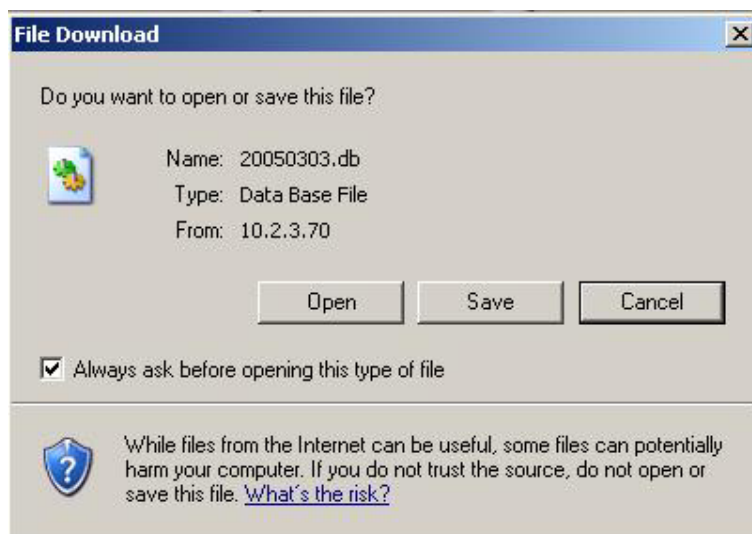 File Download
Do you want to open or save this file?
Name: 20050303.db
Type: Data Base File
From: 10.2.3.70
Open Save Cancel
Always ask before opening this type of file
While files from the Internet can be useful, some files can potentially
harm your computer. If you do not trust the source, do not open or
save this file. What's the risk?